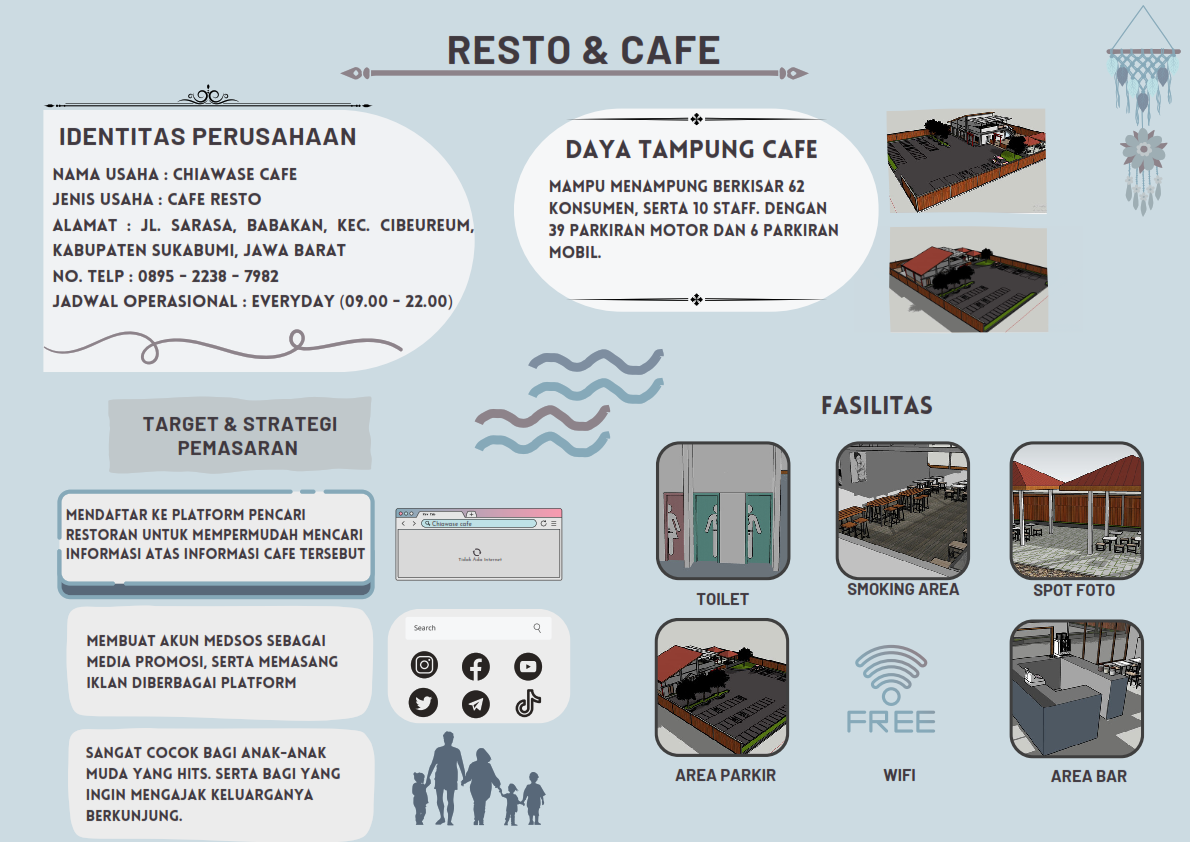 RESTO & CAFE
IDENTITAS PERUSAHAAN
NAMA USAHA : CHIAWASE CAFE
JENIS USAHA : CAFE RESTO
ALAMAT : JL. SARASA, BABAKAN, KEC. CIBEUREUM,
KABUPATEN SUKABUMI, JAWA BARAT
NO. TELP : 0895 - 2238 - 7982
JADWAL OPERASIONAL : EVERYDAY (09.00 - 22.00)
DAYA TAMPUNG CAFE
MAMPU MENAMPUNG BERKISAR 62
KONSUMEN, SERTA 10 STAFF. DENGAN
39 PARKIRAN MOTOR DAN 6 PARKIRAN
MOBIL.
TARGET & STRATEGI
PEMASARAN
MENDAFTAR KE PLATFORM PENCARI
RESTORAN UNTUK MEMPERMUDAH MENCARI
INFORMASI ATAS INFORMASI CAFE TERSEBUT
Chiawase cafe
Tidak Ada Internet
MEMBUAT AKUN MEDSOS SEBAGAI
MEDIA PROMOSI, SERTA MEMASANG
IKLAN DIBERBAGAI PLATFORM
Search
SANGAT COCOK BAGI ANAK-ANAK
MUDA YANG HITS. SERTA BAGI YANG
INGIN MENGAJAK KELUARGANYA
BERKUNJUNG.
FASILITAS
TOILET
SMOKING AREA
SPOT FOTO
FREE
AREA PARKIR
WIFI
AREA BAR